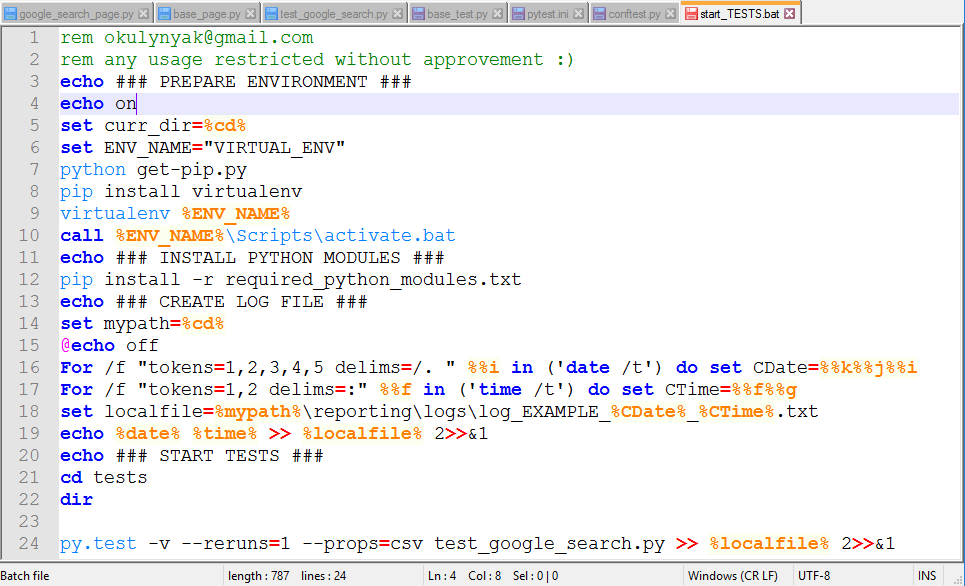 google_search_page.py base_page.py test_google_search.py base_test.py pytest.ini conftest.py start_TESTS.bat
1 rem okulynyak@gmail.com
2 rem any usage restricted without approvement :)
3 echo ### PREPARE ENVIRONMENT ###
4 echo on
5 set curr_dir=%cd%
6 set ENV_NAME="VIRTUAL_ENV"
7 python get-pip.py
8 pip install virtualenv
9 virtualenv %ENV_NAME%
10 call %ENV_NAME%\Scripts\activate.bat
11 echo ### INSTALL PYTHON MODULES ###
12 pip install -r required_python_modules.txt
13 echo ### CREATE LOG FILE ###
14 set mypath=%cd%
15 @echo off
16 For /f "tokens=1,2,3,4,5 delims=/. " %%i in ('date /t') do set CDate=%%k%%j%%i
17 For /f "tokens=1,2 delims=:" %%f in ('time /t') do set CTime=%%f%%g
18 set localfile=%mypath%\reporting\logs\log_EXAMPLE_%CDate%_%CTime%.txt
19 echo %date% %time% >> %localfile% 2>>&1
20 echo ### START TESTS ###
21 cd tests
22 dir
23
24 py.test -v --reruns=1 --props=csv test_google_search.py >> %localfile% 2>>&1
Batch file length : 787 lines : 24 Ln : 4 Col : 8 Sel : 0 | 0 Windows (CR LF) UTF-8 INS